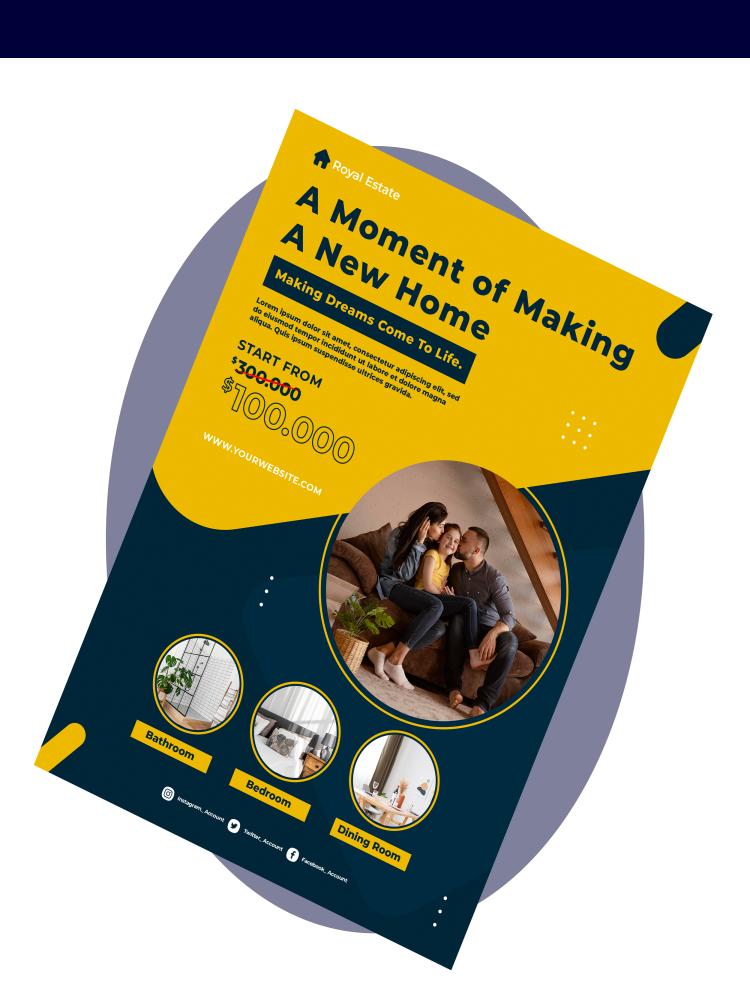 Royal Estate
A Moment of Making
A New Home
Making Dreams Come To Life.
Lorem ipsum dolor sit amet, consectetur adipiscing elit, sed
do eiusmod tempor incididunt ut labore et dolore magna
aliqua. Quis ipsum suspendisse ultrices gravida.
START FROM
$300.000
$100.000
WWW.YOURWEBSITE.COM
Bathroom
Bedroom
Dining Room
Instagram_Account
Twitter_Account
Facebook_Account